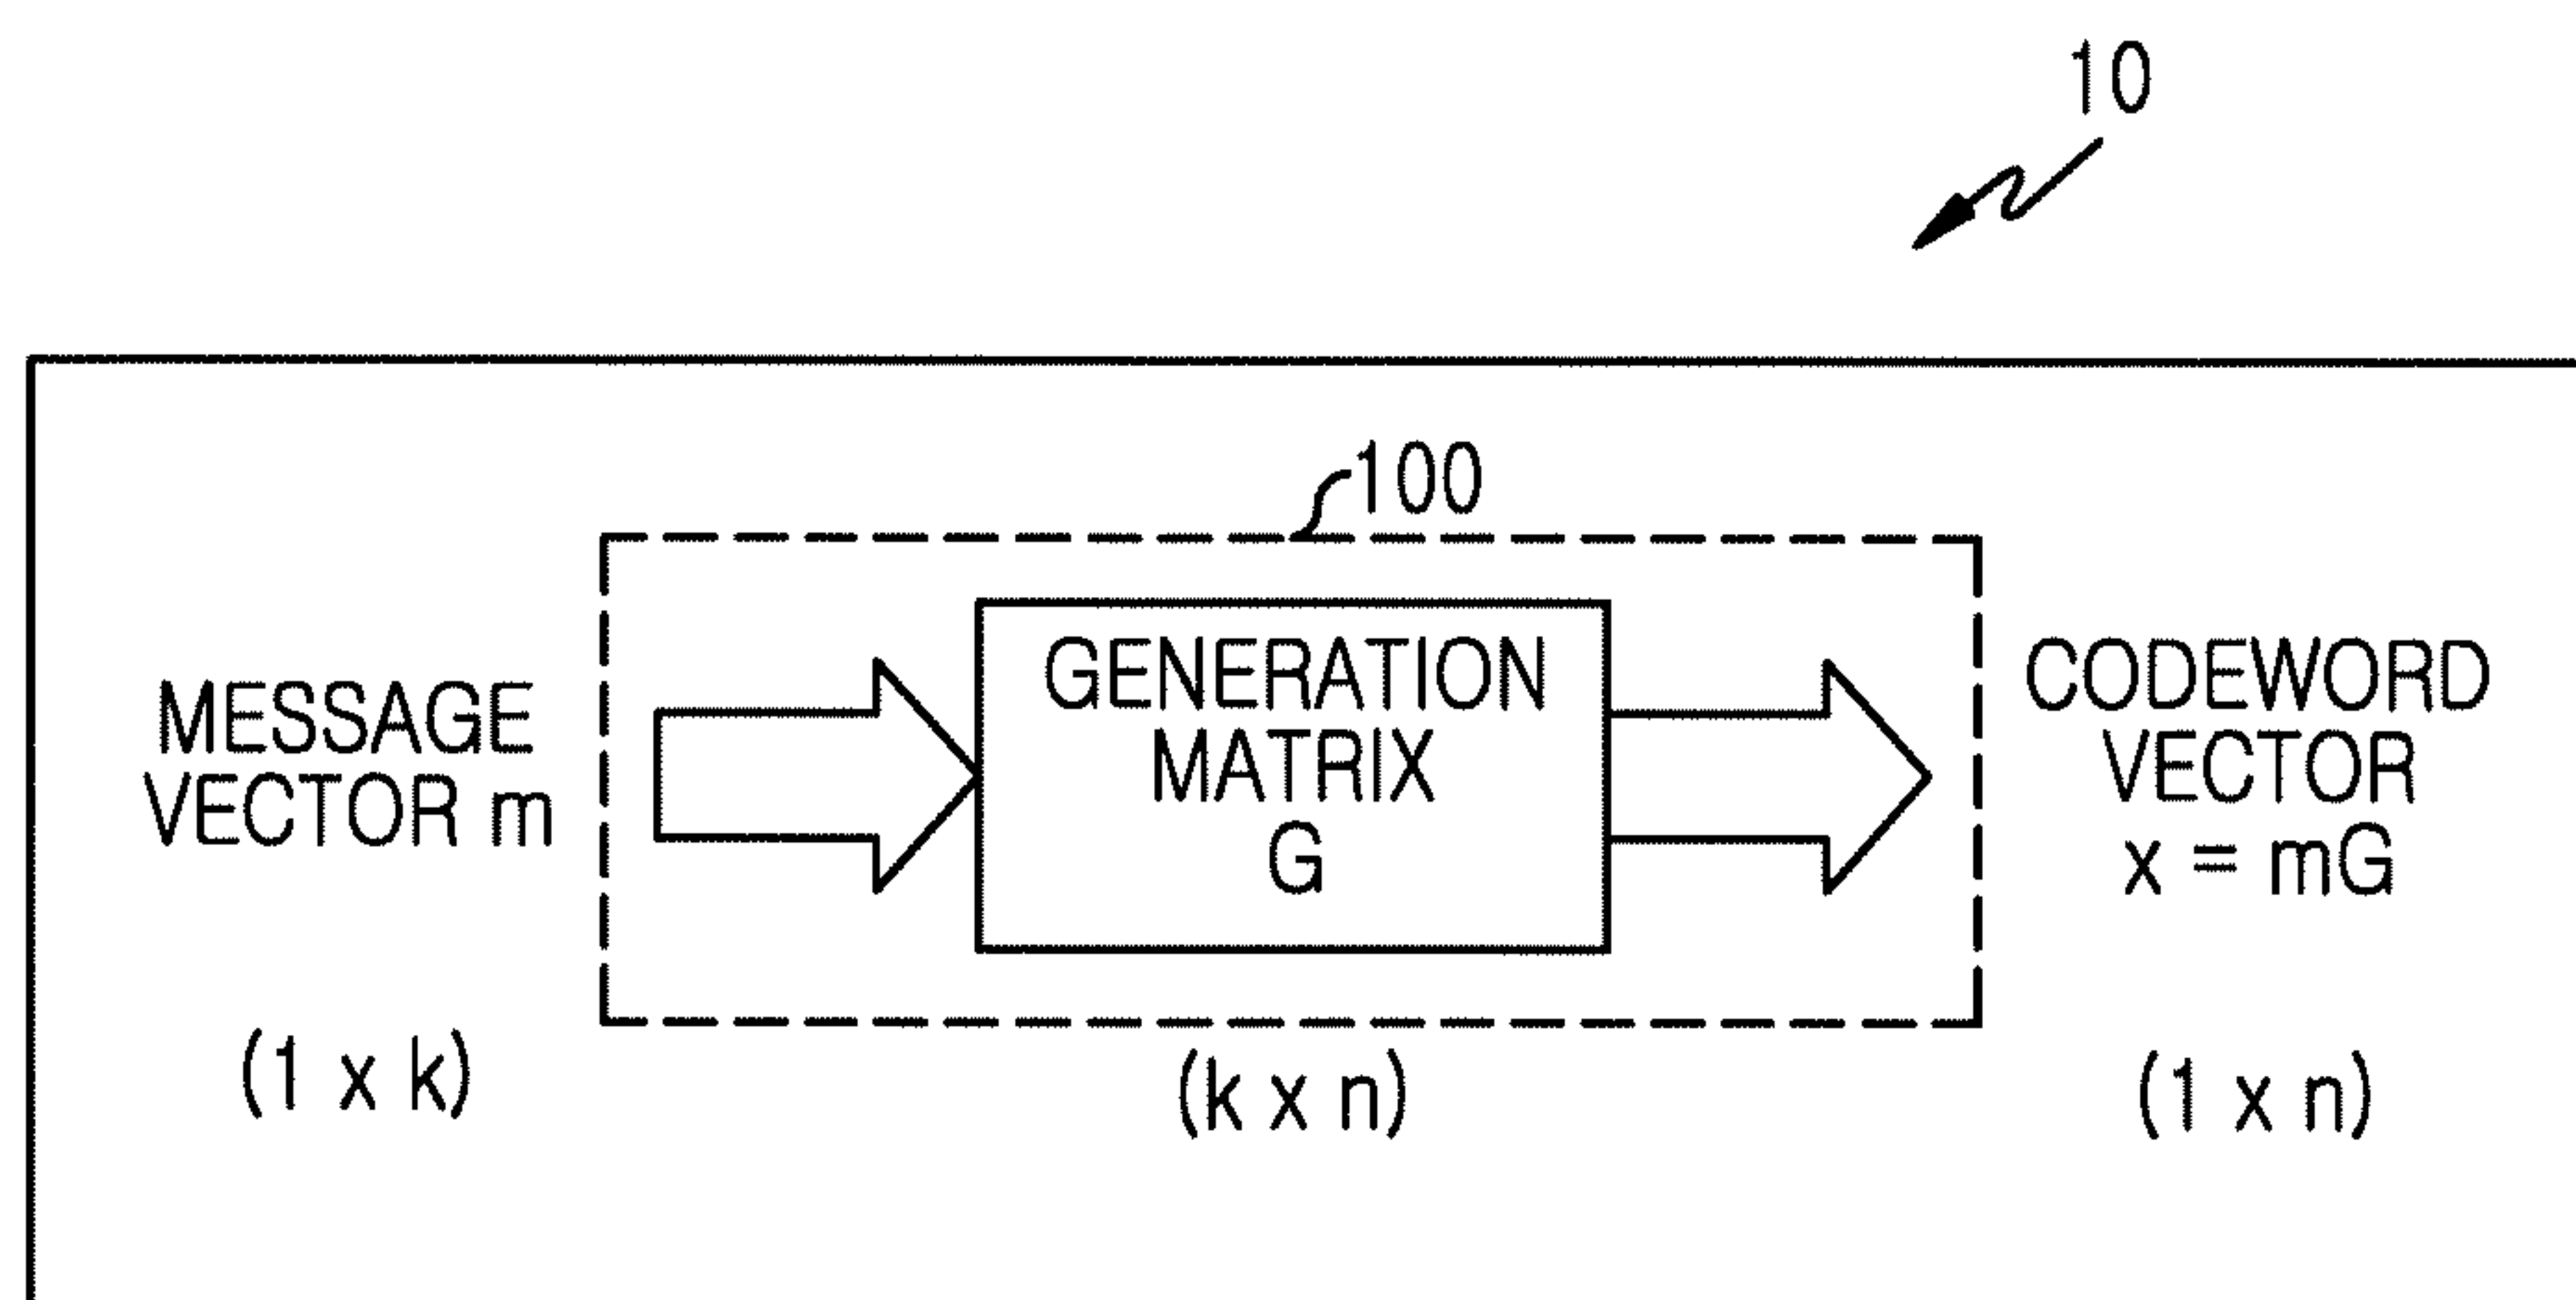 10
100
MESSAGE
VECTOR m
GENERATION
MATRIX
G
CODEWORD
VECTOR
x = mG
(1 x k)
(k x n)
(1 x n)